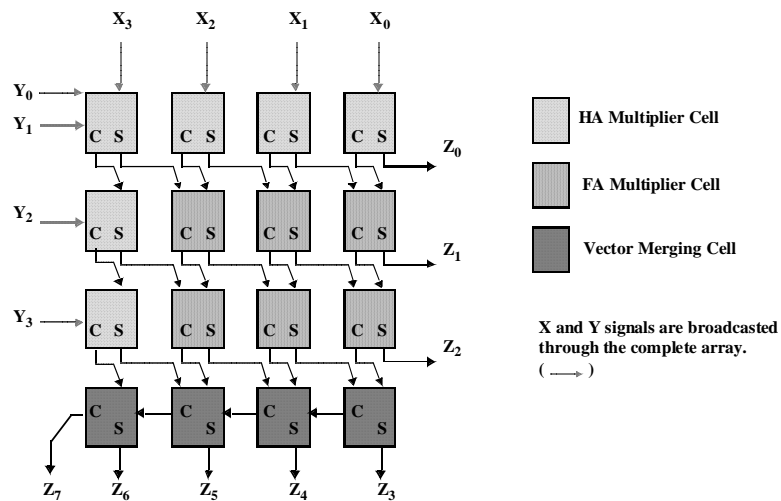 X3 X2 X1 X0
Y0
Y1
C S C S C S C S
Z0
Y2
C S C S C S C S
Z1
Y3
C S C S C S C S
Z2
C S C S C S C S
Z7 Z6 Z5 Z4 Z3
HA Multiplier Cell
FA Multiplier Cell
Vector Merging Cell
X and Y signals are broadcasted
through the complete array.
( )